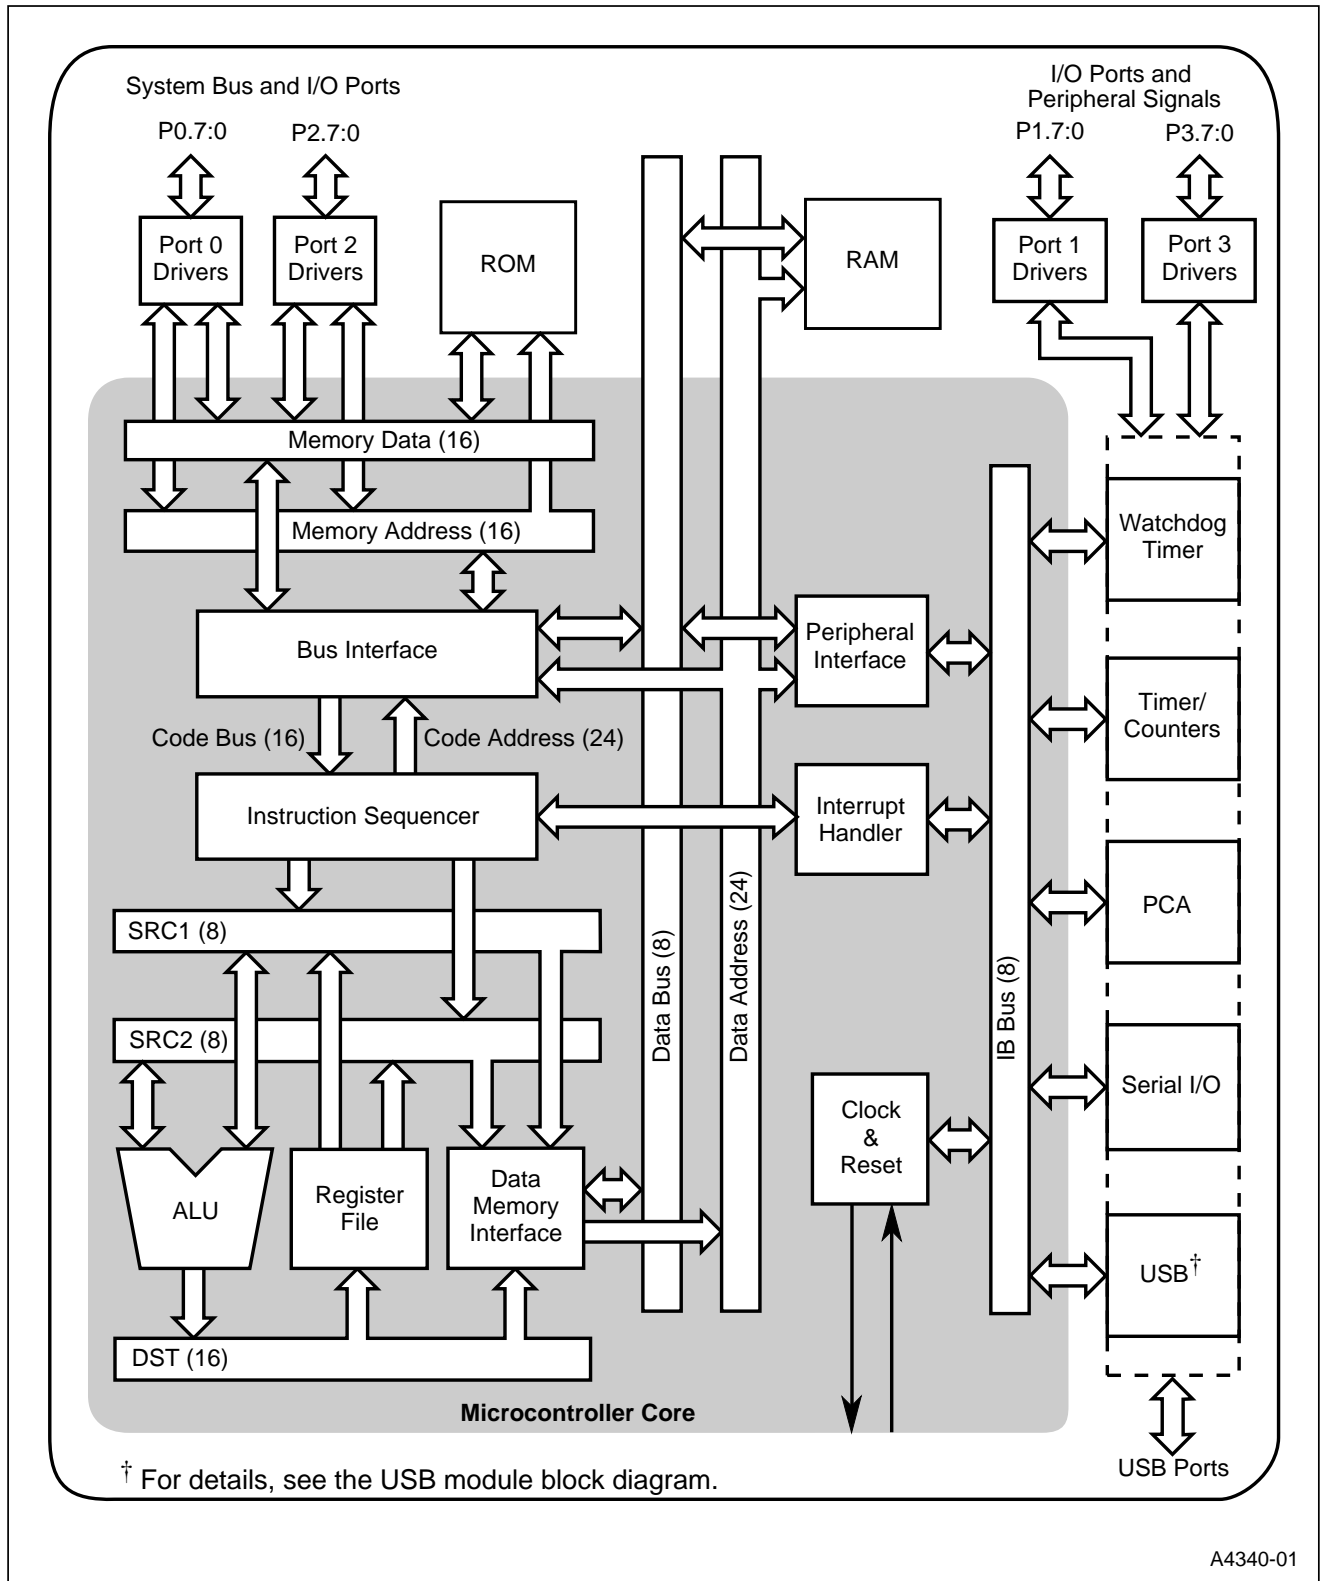 System Bus and I/O Ports
I/O Ports and
Peripheral Signals
P0.7:0
P2.7:0
P1.7:0
P3.7:0
Port 0
Drivers
Port 2
Drivers
ROM
RAM
Port 1
Drivers
Port 3
Drivers
Memory Data (16)
Memory Address (16)
Bus Interface
Peripheral
Interface
Watchdog
Timer
Code Bus (16)
Code Address (24)
Timer/
Counters
Instruction Sequencer
Interrupt
Handler
SRC1 (8)
SRC2 (8)
Data Bus (8)
Data Address (24)
IB Bus (8)
PCA
Serial I/O
Clock
&
Reset
ALU
Register
File
Data
Memory
Interface
USB†
DST (16)
Microcontroller Core
USB Ports
† For details, see the USB module block diagram.
A4340-01